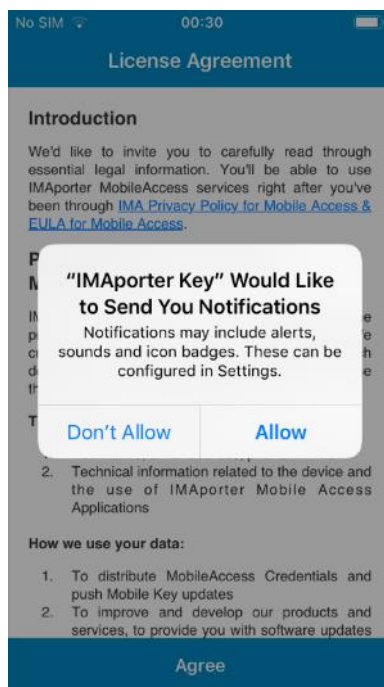 No SIM 00:30
License Agreement
Introduction
We'd like to invite you to carefully read through
essential legal information. You'll be able to use
IMAporter MobileAccess services right after you've
been through IMA Privacy Policy for Mobile Access &
EULA for Mobile Access.
"IMAporter Key" Would Like
to Send You Notifications
Notifications may include alerts,
sounds and icon badges. These can be
configured in Settings.
Don't Allow Allow
2. Technical information related to the device and
the use of IMAporter Mobile Access
Applications
How we use your data:
1. To distribute MobileAccess Credentials and
push Mobile Key updates
2. To improve and develop our products and
services, to provide you with software updates
Agree